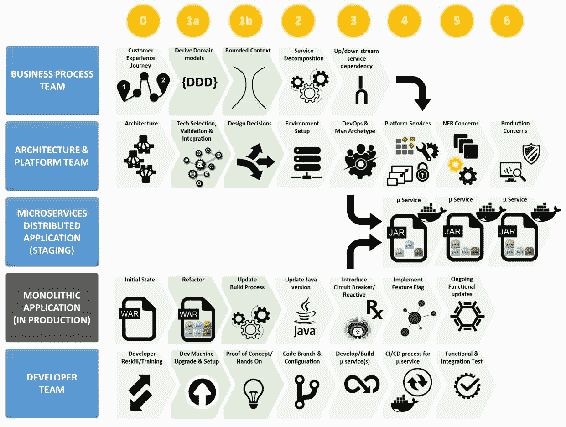 0 1a 1b 2 3 4 5 6
BUSINESS PROCESS
TEAM
Customer
Experience
Journey
1
2
Derive Domain
models
{DDD}
Bounded Context
Service
Decomposition
Up/down stream
service
dependency
ARCHITECTURE &
PLATFORM TEAM
Architecture
Tech Selection,
Validation &
Integration
Design Decisions
Environment
Setup
DevOps &
Mvn Archetype
Platform Services
NFR Concerns
Production
Concerns
MICROSERVICES
DISTRIBUTED
APPLICATION
(STAGING)
µ Service
JAR
µ Service
JAR
µ Service
JAR
MONOLITHIC
APPLICATION
(IN PRODUCTION)
Initial State
WAR
Refactor
WAR
Update
Build Process
Update Java
version
java
Introduce
Circuit Breaker/
Reactive
Rx
Implement
Feature Flag
Ongoing
Functional
updates
DEVELOPER
TEAM
Developer
Reskill/Training
Dev Machine
Upgrade & Setup
Proof of Concept/
Hands On
Code Branch &
Configuration
Develop/Build
µ service(s)
CI/CD process for
µ service
Functional &
Integration Test